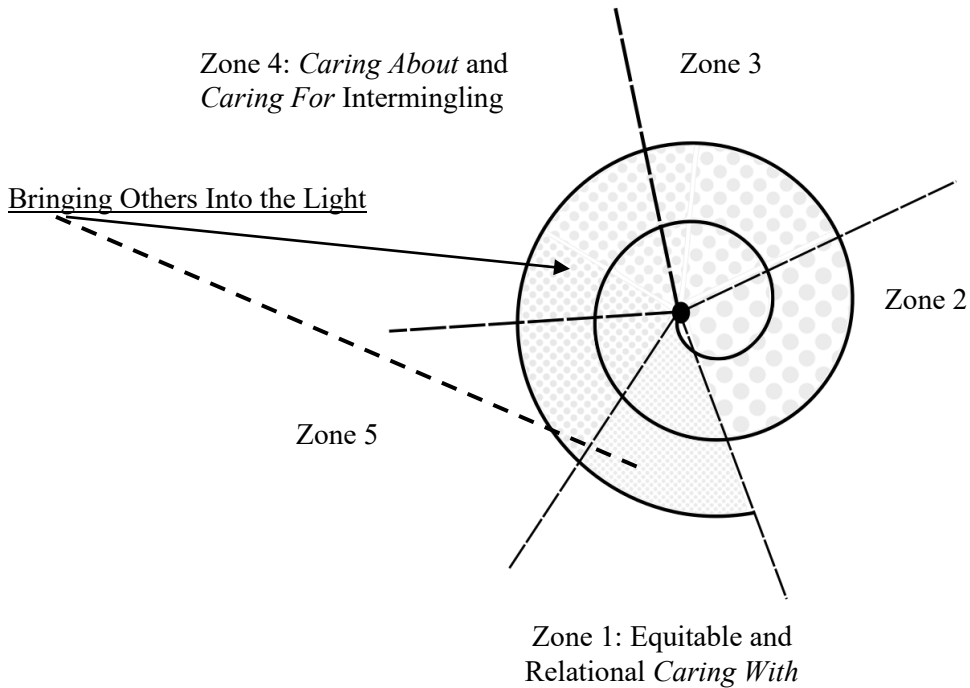 Zone 4: Caring About and
Caring For Intermingling
Zone 3
Bringing Others Into the Light
Zone 2
Zone 5
Zone 1: Equitable and
Relational Caring With